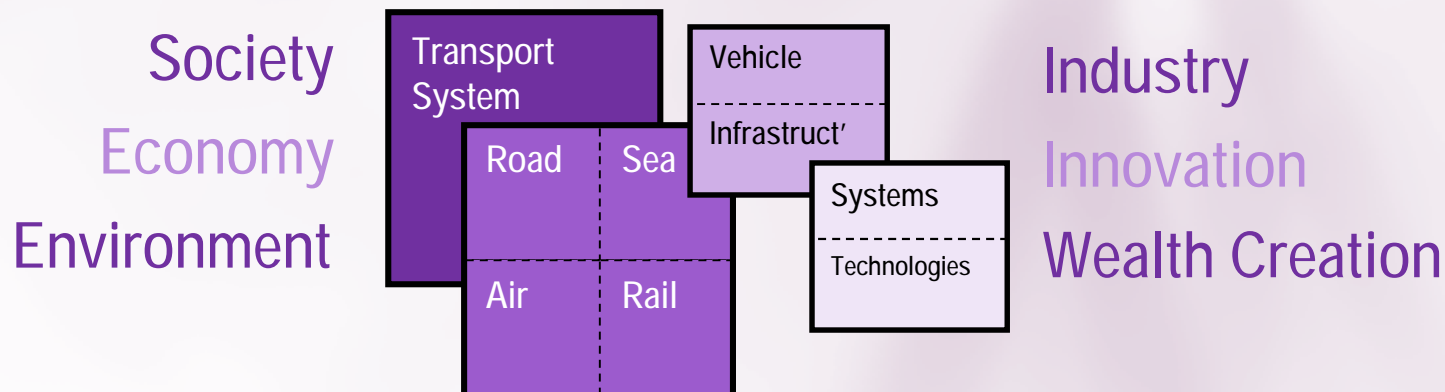 Society
Economy
Environment
Transport
System
Road
Sea
Air
Rail
Vehicle
Infrastruct’
Systems
Technologies
Industry
Innovation
Wealth Creation